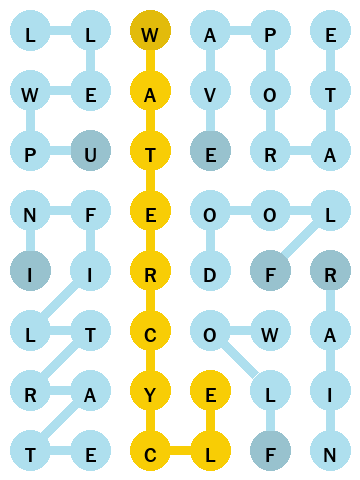 L L W A P E
W E A V O T
P U T E R A
N F E O O L
I I R D F R
L T C O W A
R A Y E L I
T E C L F N